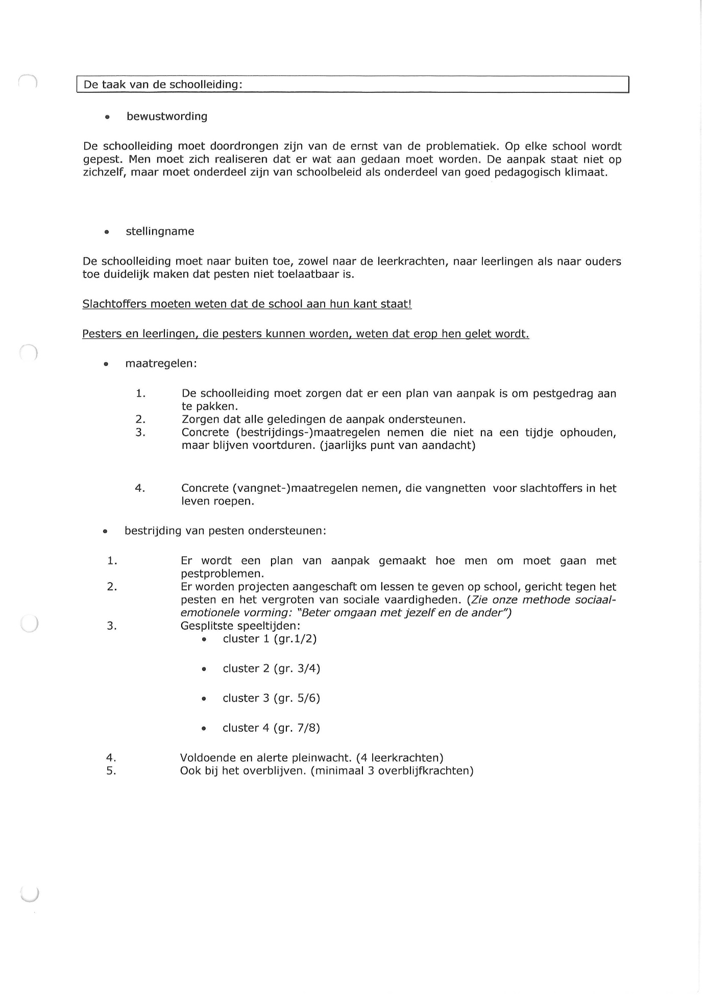 De taak van de schoolleiding:
• bewustwording
De schoolleiding moet doordrongen zijn van de ernst van de problematiek. Op elke school wordt
gepest. Men moet zich realiseren dat er wat aan gedaan moet worden. De aanpak staat niet op
zichzelf, maar moet onderdeel zijn van schoolbeleid als onderdeel van goed pedagogisch klimaat.
• stellingname
De schoolleiding moet naar buiten toe, zowel naar de leerkrachten, naar leerlingen als naar ouders
toe duidelijk maken dat pesten niet toelaatbaar is.
Slachtoffers moeten weten dat de school aan hun kant staat!
Pesters en leerlingen, die pesters kunnen worden, weten dat erop hen gelet wordt.
• maatregelen:
1. De schoolleiding moet zorgen dat er een plan van aanpak is om pestgedrag aan
te pakken.
2. Zorgen dat alle geledingen de aanpak ondersteunen.
3. Concrete (bestrijdings-)maatregelen nemen die niet na een tijdje ophouden,
maar blijven voortduren. (jaarlijks punt van aandacht)
4. Concrete (vangnet-)maatregelen nemen, die vangnetten voor slachtoffers in het
leven roepen.
• bestrijding van pesten ondersteunen:
1. Er wordt een plan van aanpak gemaakt hoe men om moet gaan met
pestproblemen.
2. Er worden projecten aangeschaft om lessen te geven op school, gericht tegen het
pesten en het vergroten van sociale vaardigheden. (Zie onze methode sociaal-
emotionele vorming: "Beter omgaan met jezelf en de ander")
3. Gesplitste speeltijden:
• cluster 1 (gr.1/2)
• cluster 2 (gr. 3/4)
• cluster 3 (gr. 5/6)
• cluster 4 (gr. 7/8)
4. Voldoende en alerte pleinwacht. (4 leerkrachten)
5. Ook bij het overblijven. (minimaal 3 overblijfkrachten)